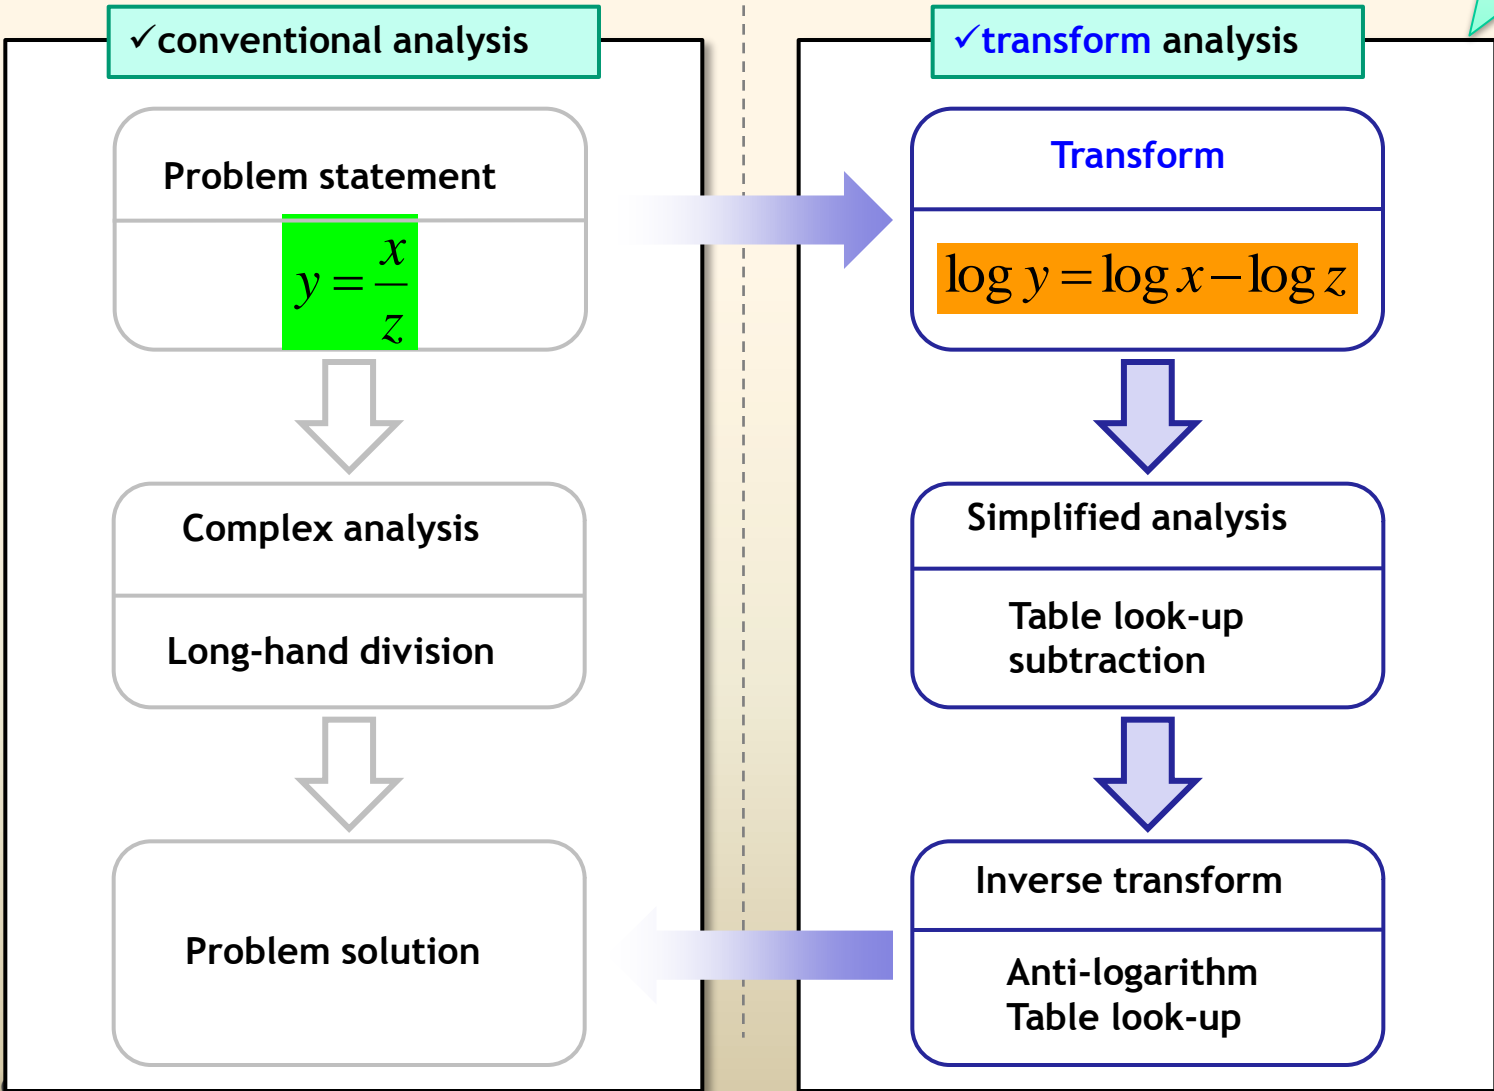 ✓conventional analysis
Problem statement
y = x/z
Complex analysis
Long-hand division
Problem solution
✓transform analysis
Transform
log y = log x − log z
Simplified analysis
Table look-up
subtraction
Inverse transform
Anti-logarithm
Table look-up